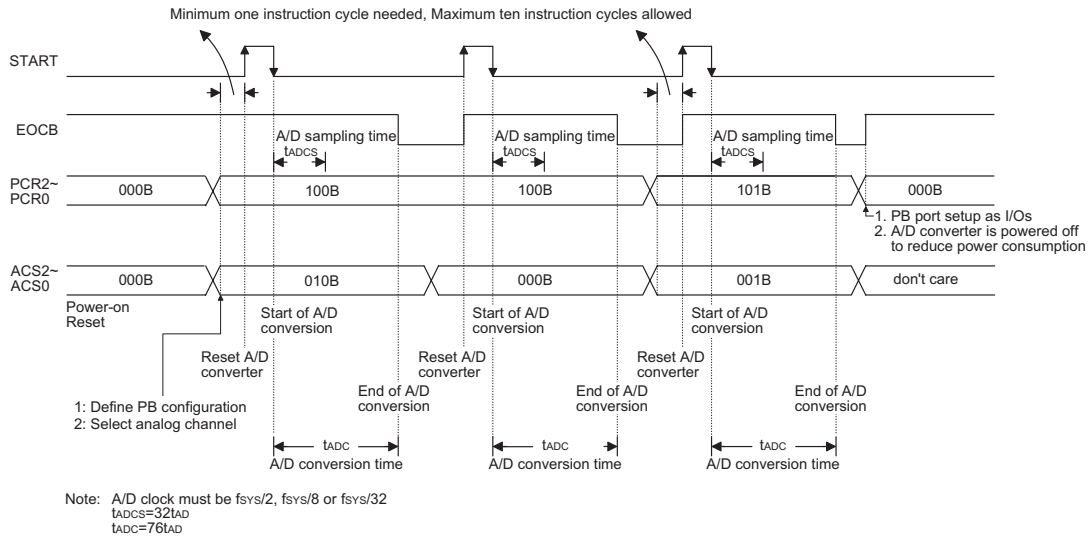 Minimum one instruction cycle needed, Maximum ten instruction cycles allowed
START
EOCB
A/D sampling time
tADCS
A/D sampling time
tADCS
A/D sampling time
tADCS
PCR2~
PCR0
000B
100B
100B
101B
000B
1. PB port setup as I/Os
2. A/D converter is powered off
to reduce power consumption
ACS2~
ACS0
000B
010B
000B
001B
don't care
Power-on
Reset
Start of A/D
conversion
Start of A/D
conversion
Start of A/D
conversion
Reset A/D
converter
Reset A/D
converter
Reset A/D
converter
1: Define PB configuration
2: Select analog channel
End of A/D
conversion
End of A/D
conversion
End of A/D
conversion
tADC
A/D conversion time
tADC
A/D conversion time
tADC
A/D conversion time
Note: A/D clock must be fSYS/2, fSYS/8 or fSYS/32
tADCS=32tAD
tADC=76tAD